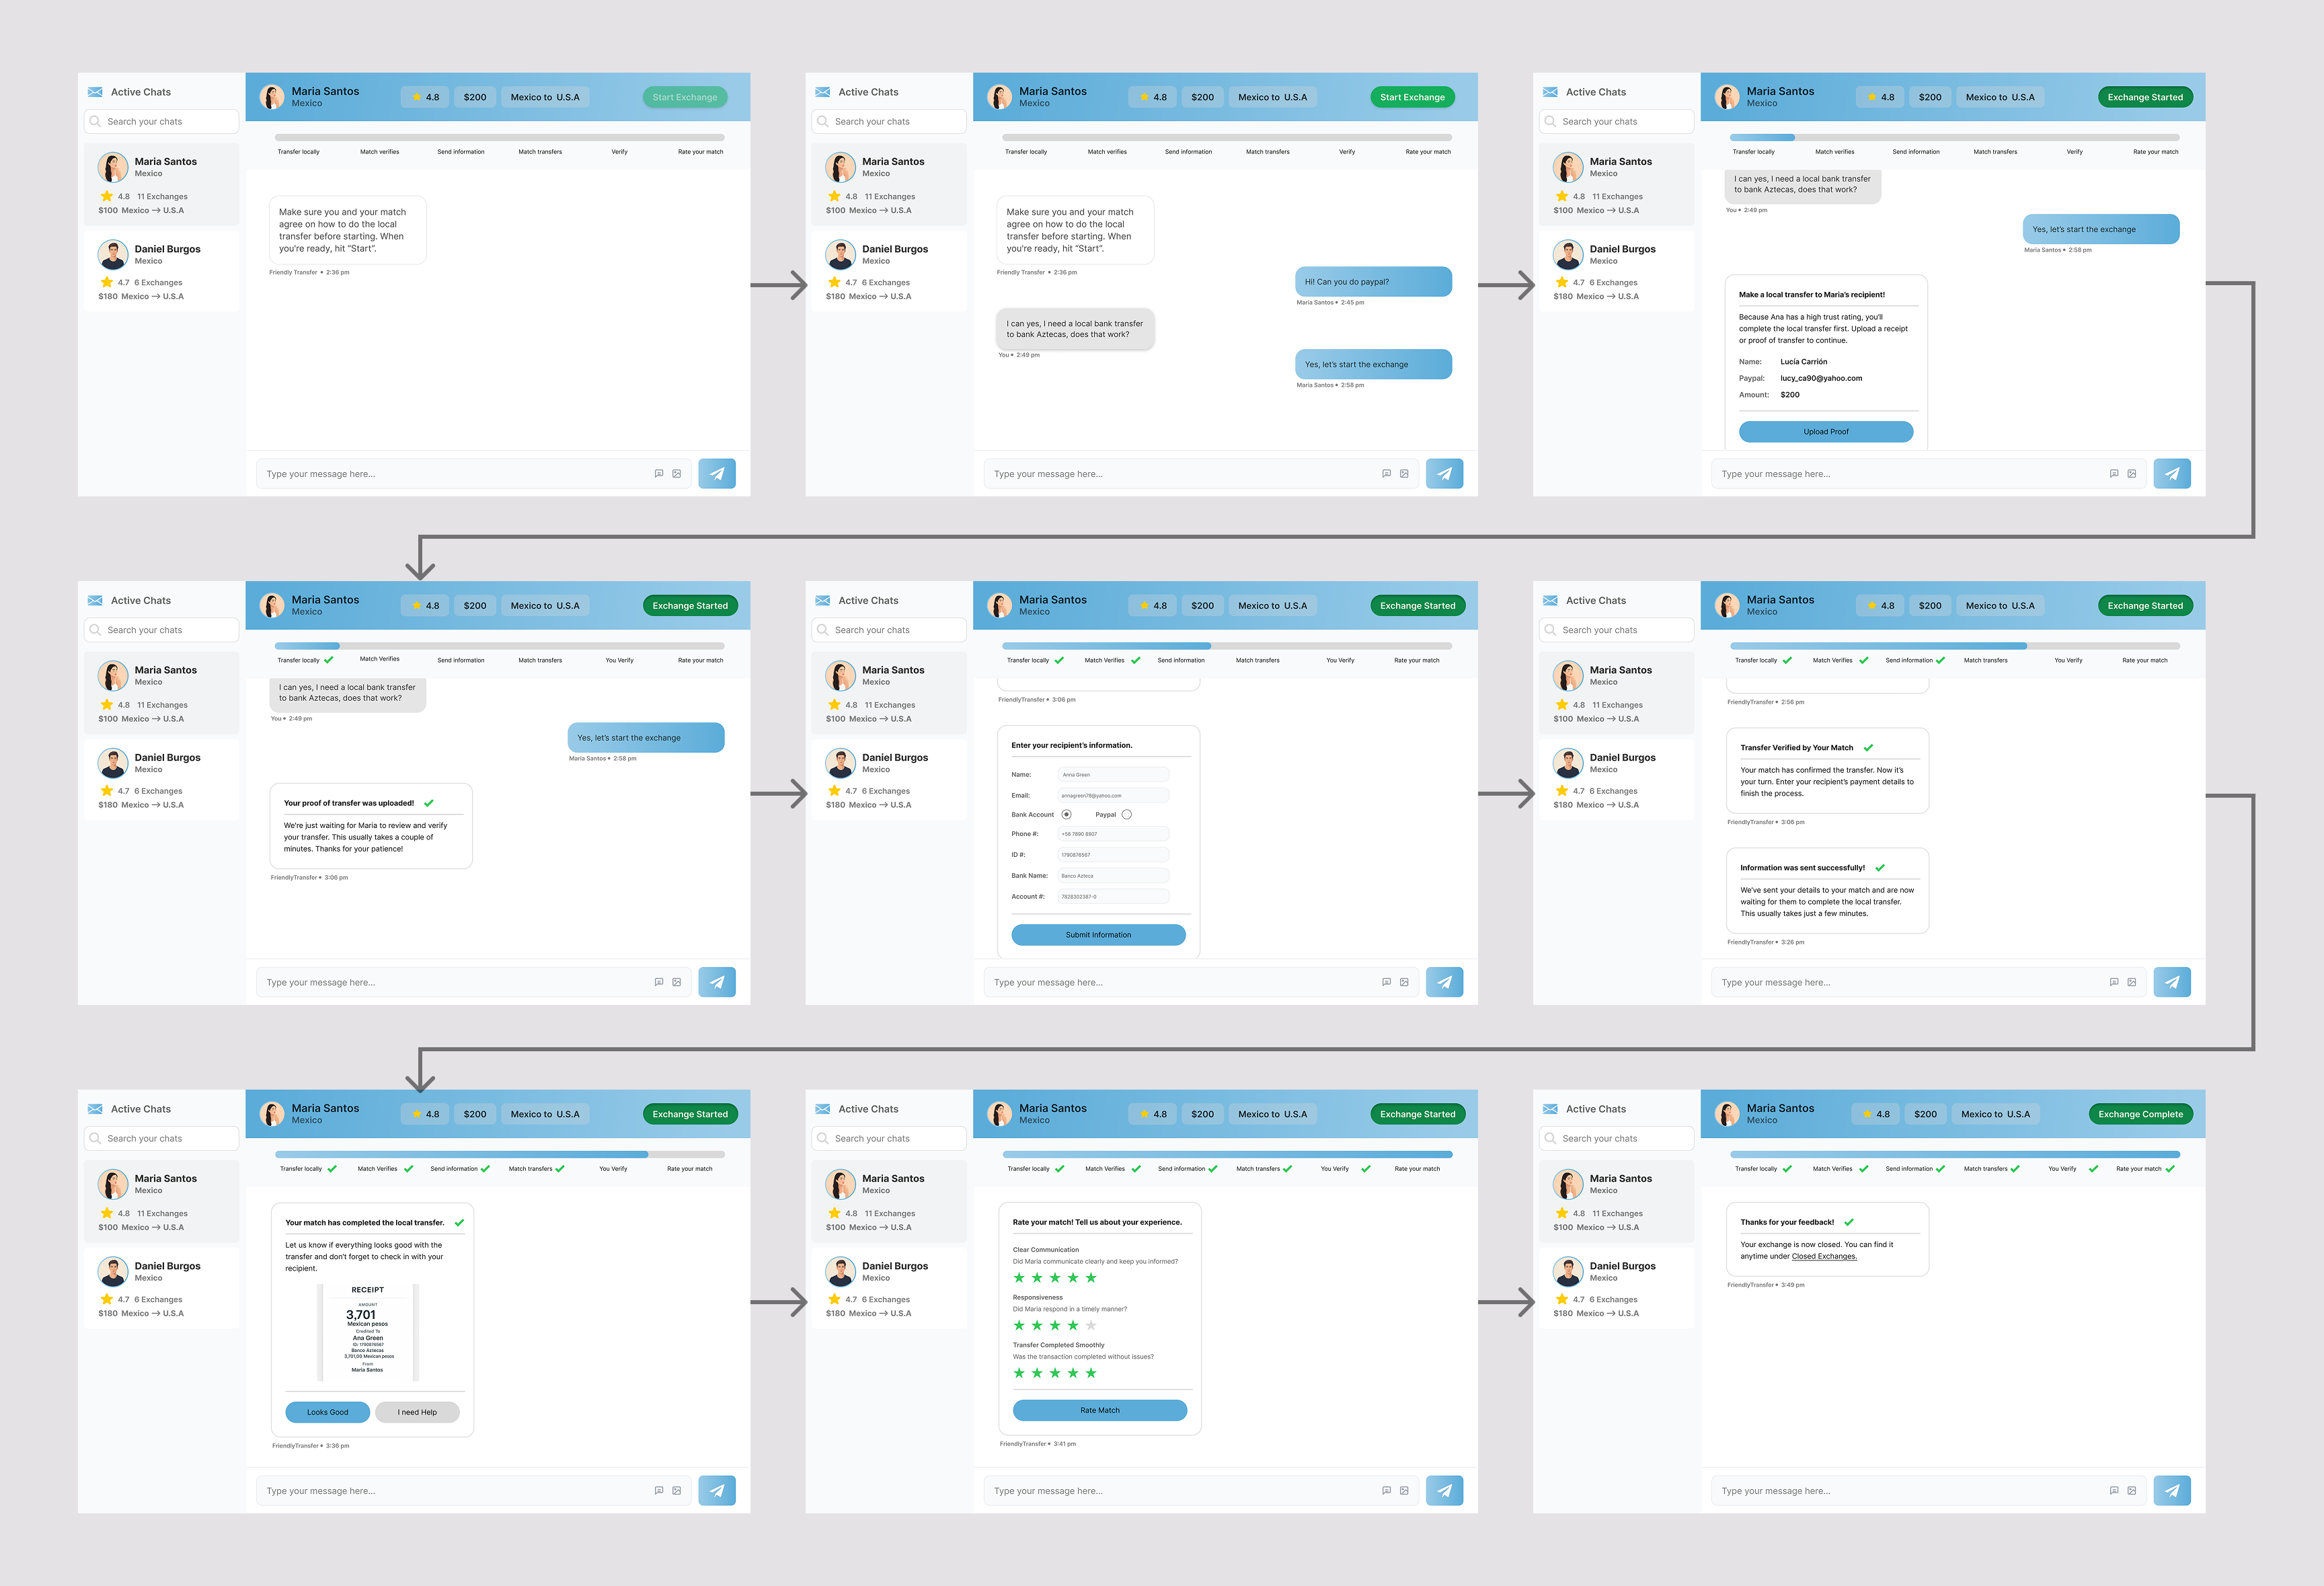 Active Chats
Search your chats
Maria Santos
Mexico
4.8 11 Exchanges
$100 Mexico → U.S.A
Daniel Burgos
Mexico
4.7 6 Exchanges
$180 Mexico → U.S.A
Maria Santos
Mexico
4.8
$200
Mexico to U.S.A
Start Exchange
Transfer locally
Match verifies
Send information
Match transfers
Verify
Rate your match
Make sure you and your match
agree on how to do the local
transfer before starting. When
you're ready, hit "Start".
Friendly Transfer • 2:36 pm
Type your message here...
Active Chats
Search your chats
Maria Santos
Mexico
4.8 11 Exchanges
$100 Mexico → U.S.A
Daniel Burgos
Mexico
4.7 6 Exchanges
$180 Mexico → U.S.A
Maria Santos
Mexico
4.8
$200
Mexico to U.S.A
Start Exchange
Transfer locally
Match verifies
Send information
Match transfers
Verify
Rate your match
Make sure you and your match
agree on how to do the local
transfer before starting. When
you're ready, hit "Start".
Friendly Transfer • 2:36 pm
Hi! Can you do paypal?
Maria Santos • 2:45 pm
I can yes, I need a local bank transfer
to bank Aztecas, does that work?
You • 2:49 pm
Yes, let's start the exchange
Maria Santos • 2:58 pm
Type your message here...
Active Chats
Search your chats
Maria Santos
Mexico
4.8 11 Exchanges
$100 Mexico → U.S.A
Daniel Burgos
Mexico
4.7 6 Exchanges
$180 Mexico → U.S.A
Maria Santos
Mexico
4.8
$200
Mexico to U.S.A
Exchange Started
Transfer locally
Match verifies
Send information
Match transfers
Verify
Rate your match
I can yes, I need a local bank transfer
to bank Aztecas, does that work?
You • 2:49 pm
Yes, let's start the exchange
Maria Santos • 2:58 pm
Make a local transfer to Maria's recipient!
Because Ana has a high trust rating, you'll
complete the local transfer first. Upload a receipt
or proof of transfer to continue.
Name: Lucía Carrión
Paypal: lucy_ca90@yahoo.com
Amount: $200
Upload Proof
Type your message here...
Active Chats
Search your chats
Maria Santos
Mexico
4.8 11 Exchanges
$100 Mexico → U.S.A
Daniel Burgos
Mexico
4.7 6 Exchanges
$180 Mexico → U.S.A
Maria Santos
Mexico
4.8
$200
Mexico to U.S.A
Exchange Started
Transfer locally
Match Verifies
Send information
Match transfers
You Verify
Rate your match
I can yes, I need a local bank transfer
to bank Aztecas, does that work?
You • 2:49 pm
Yes, let's start the exchange
Maria Santos • 2:58 pm
Your proof of transfer was uploaded!
We're just waiting for Maria to review and verify
your transfer. This usually takes a couple of
minutes. Thanks for your patience!
FriendlyTransfer • 3:06 pm
Type your message here...
Active Chats
Search your chats
Maria Santos
Mexico
4.8 11 Exchanges
$100 Mexico → U.S.A
Daniel Burgos
Mexico
4.7 6 Exchanges
$180 Mexico → U.S.A
Maria Santos
Mexico
4.8
$200
Mexico to U.S.A
Exchange Started
Transfer locally
Match Verifies
Send information
Match transfers
You Verify
Rate your match
FriendlyTransfer • 3:06 pm
Enter your recipient's information.
Name: Anna Green
Email: annagreen78@yahoo.com
Bank Account Paypal
Phone #: +56 7890 8907
ID #: 1790876567
Bank Name: Banco Azteca
Account #: 7828302387-0
Submit Information
Type your message here...
Active Chats
Search your chats
Maria Santos
Mexico
4.8 11 Exchanges
$100 Mexico → U.S.A
Daniel Burgos
Mexico
4.7 6 Exchanges
$180 Mexico → U.S.A
Maria Santos
Mexico
4.8
$200
Mexico to U.S.A
Exchange Started
Transfer locally
Match Verifies
Send information
Match transfers
You Verify
Rate your match
FriendlyTransfer • 2:56 pm
Transfer Verified by Your Match
Your match has confirmed the transfer. Now it's
your turn. Enter your recipient's payment details to
finish the process.
FriendlyTransfer • 3:06 pm
Information was sent successfully!
We've sent your details to your match and are now
waiting for them to complete the local transfer.
This usually takes just a few minutes.
FriendlyTransfer • 3:26 pm
Type your message here...
Active Chats
Search your chats
Maria Santos
Mexico
4.8 11 Exchanges
$100 Mexico → U.S.A
Daniel Burgos
Mexico
4.7 6 Exchanges
$180 Mexico → U.S.A
Maria Santos
Mexico
4.8
$200
Mexico to U.S.A
Exchange Started
Transfer locally
Match Verifies
Send information
Match transfers
You Verify
Rate your match
Your match has completed the local transfer.
Let us know if everything looks good with the
transfer and don't forget to check in with your
recipient.
RECEIPT
AMOUNT
3,701
Mexican pesos
Credited To
Ana Green
ID: 1790876567
Banco Aztecas
3,701,00 Mexican pesos
From
Maria Santos
Looks Good
I need Help
FriendlyTransfer • 3:36 pm
Type your message here...
Active Chats
Search your chats
Maria Santos
Mexico
4.8 11 Exchanges
$100 Mexico → U.S.A
Daniel Burgos
Mexico
4.7 6 Exchanges
$180 Mexico → U.S.A
Maria Santos
Mexico
4.8
$200
Mexico to U.S.A
Exchange Started
Transfer locally
Match Verifies
Send information
Match transfers
You Verify
Rate your match
Rate your match! Tell us about your experience.
Clear Communication
Did Maria communicate clearly and keep you informed?
Responsiveness
Did Maria respond in a timely manner?
Transfer Completed Smoothly
Was the transaction completed without issues?
Rate Match
FriendlyTransfer • 3:41 pm
Type your message here...
Active Chats
Search your chats
Maria Santos
Mexico
4.8 11 Exchanges
$100 Mexico → U.S.A
Daniel Burgos
Mexico
4.7 6 Exchanges
$180 Mexico → U.S.A
Maria Santos
Mexico
4.8
$200
Mexico to U.S.A
Exchange Complete
Transfer locally
Match Verifies
Send information
Match transfers
You Verify
Rate your match
Thanks for your feedback!
Your exchange is now closed. You can find it
anytime under Closed Exchanges.
FriendlyTransfer • 3:49 pm
Type your message here...